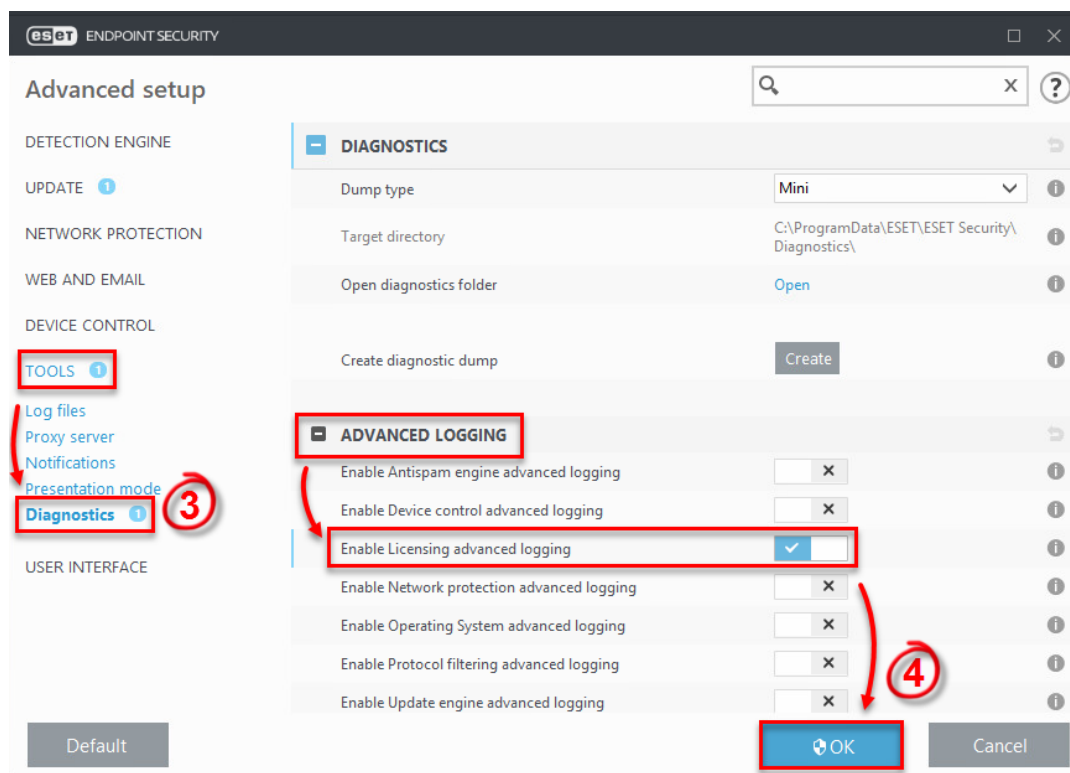 eset ENDPOINT SECURITY
Advanced setup
x
?
DETECTION ENGINE
UPDATE 1
NETWORK PROTECTION
WEB AND EMAIL
DEVICE CONTROL
TOOLS 1
Log files
Proxy server
Notifications
Presentation mode
Diagnostics 1
3
USER INTERFACE
DIAGNOSTICS
Dump type Mini
Target directory C:\ProgramData\ESET\ESET Security\
Diagnostics\
Open diagnostics folder Open
Create diagnostic dump Create
ADVANCED LOGGING
Enable Antispam engine advanced logging
Enable Device control advanced logging
Enable Licensing advanced logging
Enable Network protection advanced logging
Enable Operating System advanced logging
Enable Protocol filtering advanced logging
Enable Update engine advanced logging
4
Default
OK
Cancel